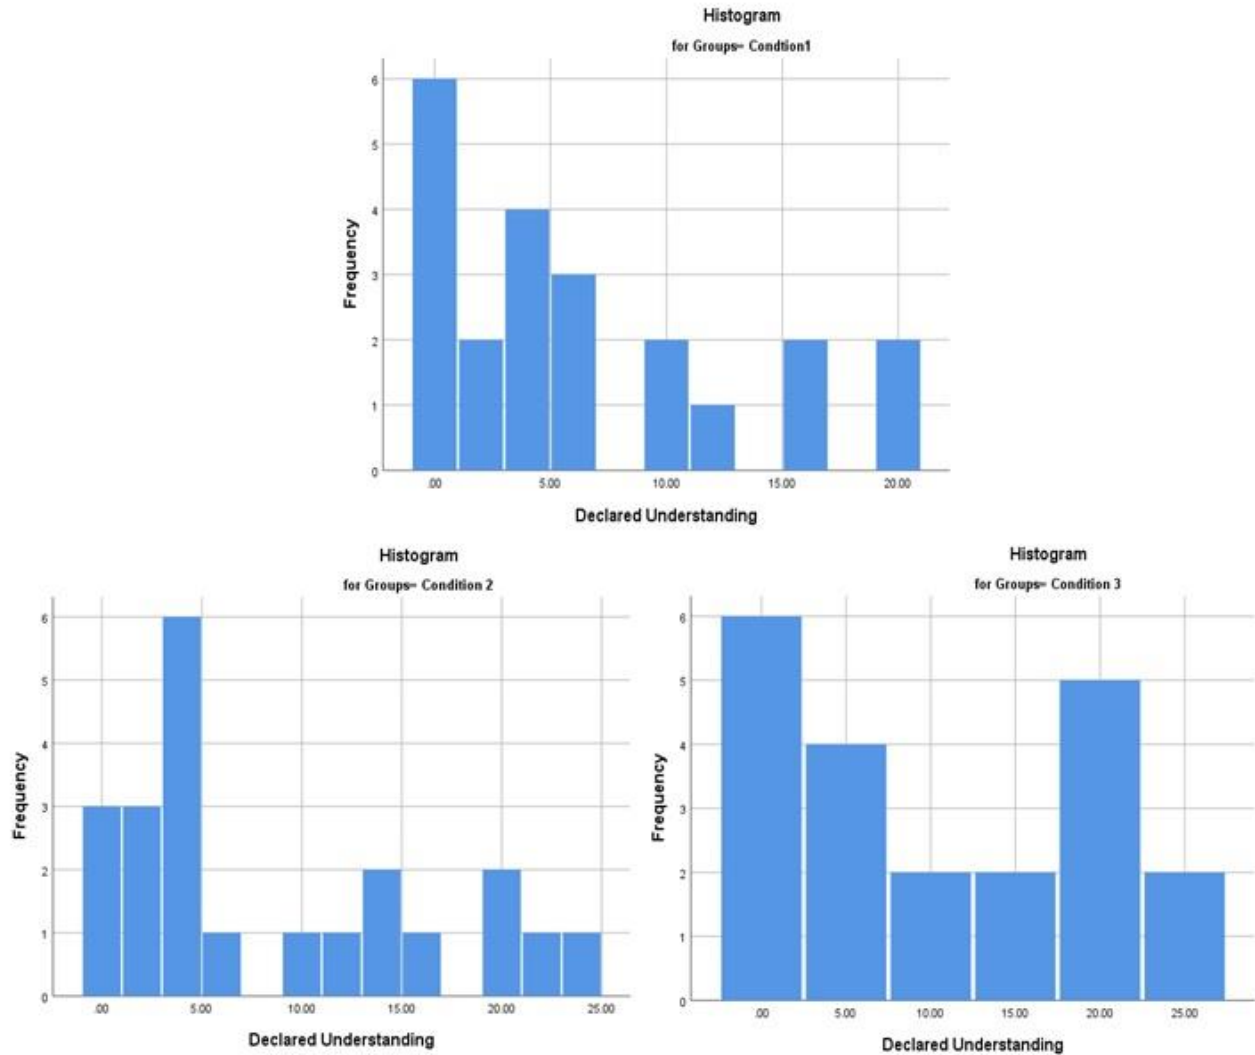 Histogram
for Groups= Condtion1
Frequency
6
5
4
3
2
1
0
.00 5.00 10.00 15.00 20.00
Declared Understanding
Histogram
for Groups= Condition 2
Frequency
6
5
4
3
2
1
0
.00 5.00 10.00 15.00 20.00 25.00
Declared Understanding
Histogram
for Groups= Condition 3
Frequency
6
5
4
3
2
1
0
.00 5.00 10.00 15.00 20.00 25.00
Declared Understanding